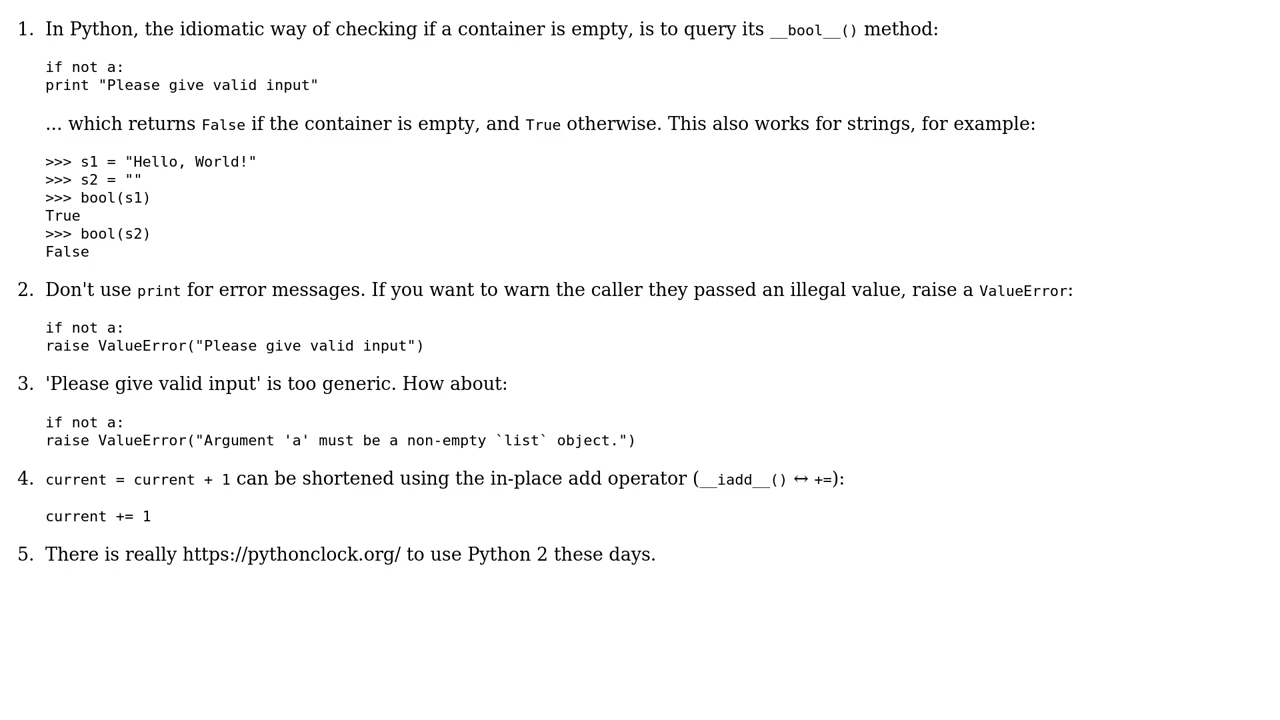 1. In Python, the idiomatic way of checking if a container is empty, is to query its __bool__() method:
if not a:
print "Please give valid input"
... which returns False if the container is empty, and True otherwise. This also works for strings, for example:
>>> s1 = "Hello, World!"
>>> s2 = ""
>>> bool(s1)
True
>>> bool(s2)
False
2. Don't use print for error messages. If you want to warn the caller they passed an illegal value, raise a ValueError:
if not a:
raise ValueError("Please give valid input")
3. 'Please give valid input' is too generic. How about:
if not a:
raise ValueError("Argument 'a' must be a non-empty `list` object.")
4. current = current + 1 can be shortened using the in-place add operator (__iadd__() ↔ +=):
current += 1
5. There is really https://pythonclock.org/ to use Python 2 these days.